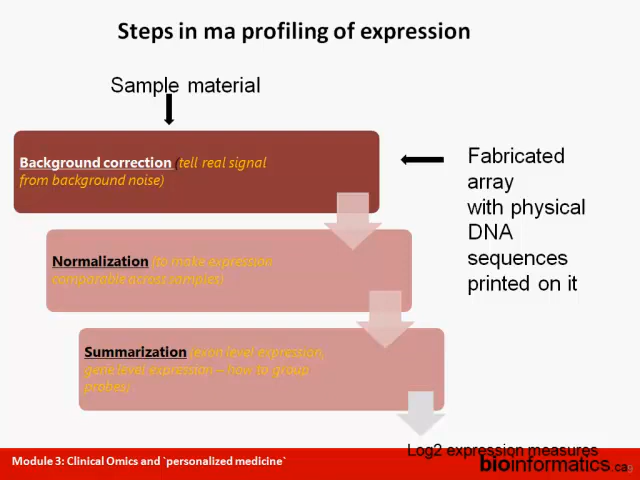 Steps in ma profiling of expression
Sample material
Background correction (tell real signal
from background noise)
Fabricated
array
with physical
DNA
sequences
printed on it
Normalization (to make expression
comparable across samples)
Summarization (exon level expression,
gene level expression – how to group
probes)
Log2 expression measures
Module 3: Clinical Omics and `personalized medicine`
bioinformatics.ca
9